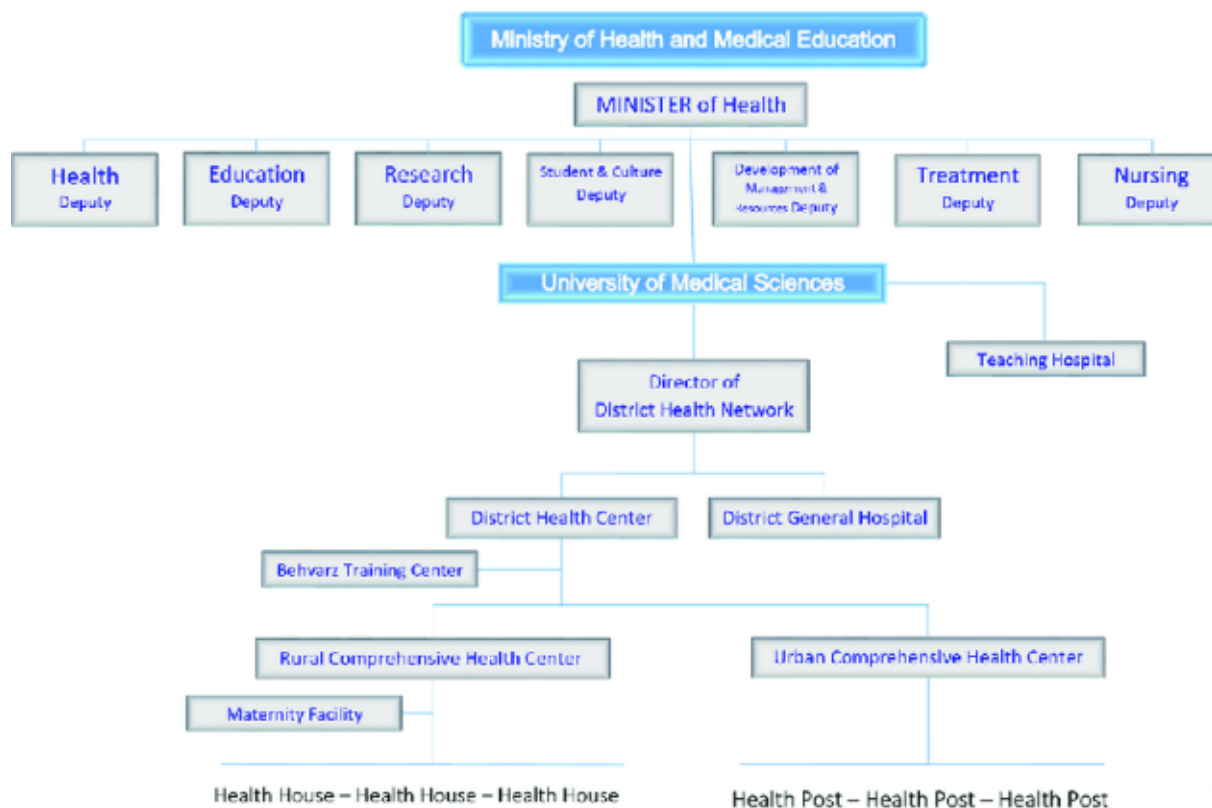 Ministry of Health and Medical Education
MINISTER of Health
Health
Deputy
Education
Deputy
Research
Deputy
Student & Culture
Deputy
Development of
Management &
Resources Deputy
Treatment
Deputy
Nursing
Deputy
University of Medical Sciences
Teaching Hospital
Director of
District Health Network
District Health Center
District General Hospital
Behvarz Training Center
Rural Comprehensive Health Center
Urban Comprehensive Health Center
Maternity Facility
Health House – Health House – Health House
Health Post – Health Post – Health Post